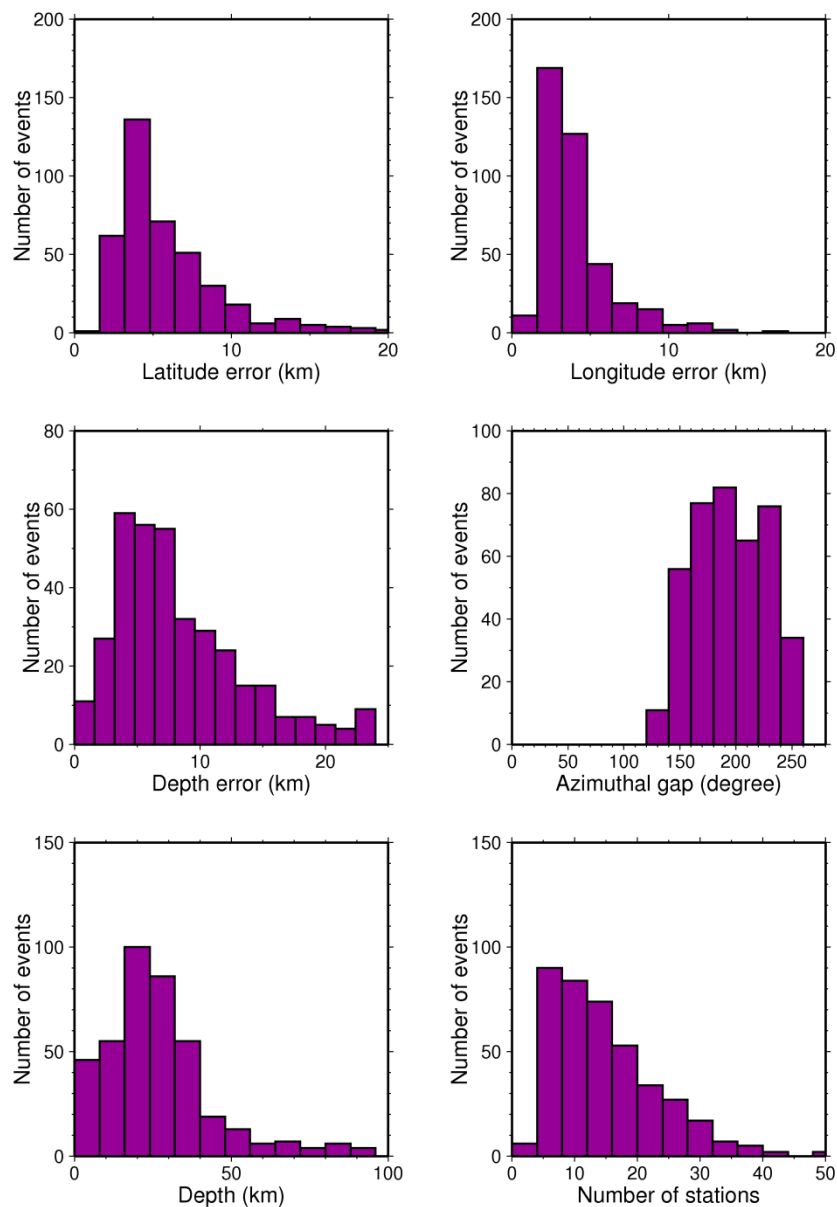 200
150
100
50
0
Number of events
0 10 20
Latitude error (km)
200
150
100
50
0
Number of events
0 10 20
Longitude error (km)
80
60
40
20
0
Number of events
0 10 20
Depth error (km)
100
80
60
40
20
0
Number of events
0 50 100 150 200 250
Azimuthal gap (degree)
150
100
50
0
Number of events
0 50 100
Depth (km)
150
100
50
0
Number of events
0 10 20 30 40 50
Number of stations